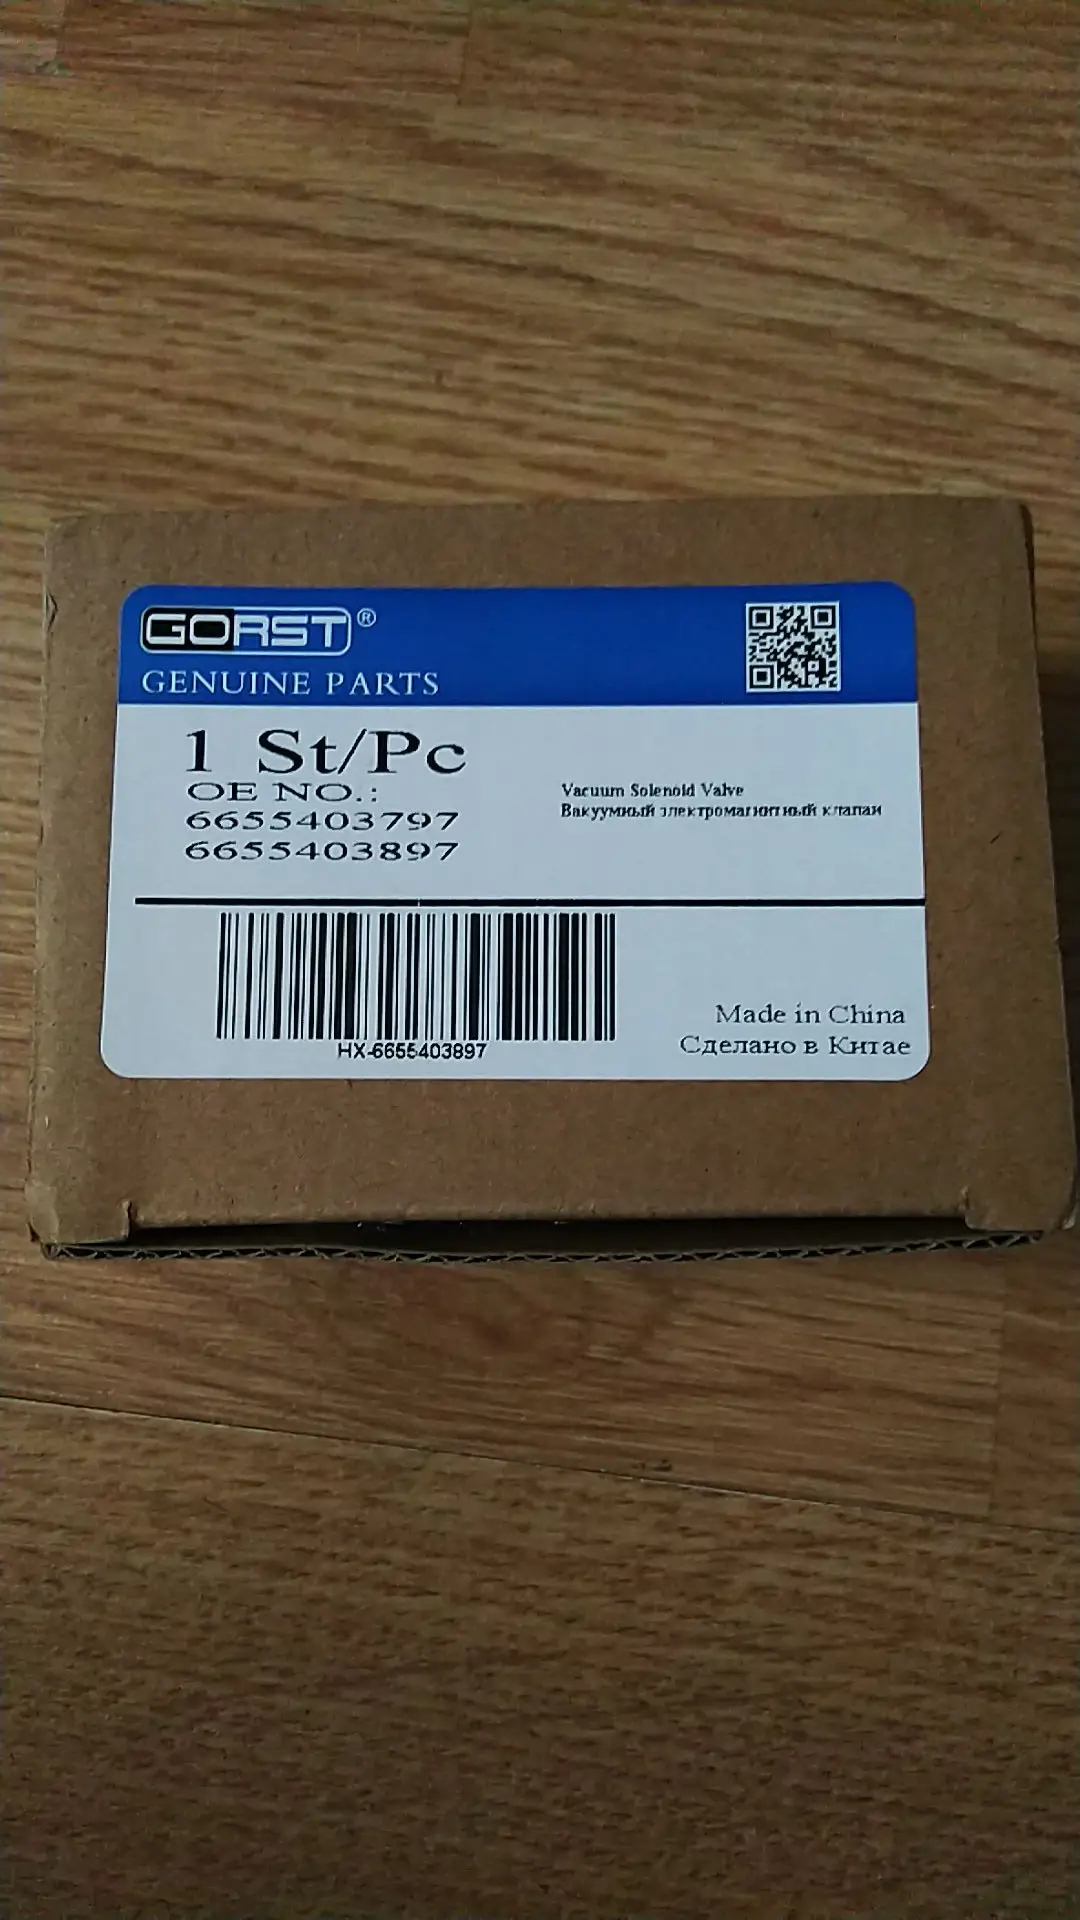 GORST®
GENUINE PARTS
1 St/Pc
OE NO.:
6655403797
6655403897
Vacuum Solenoid Valve
Вакуумный электромагнитный клапан
HX-6655403897
Made in China
Сделано в Китае